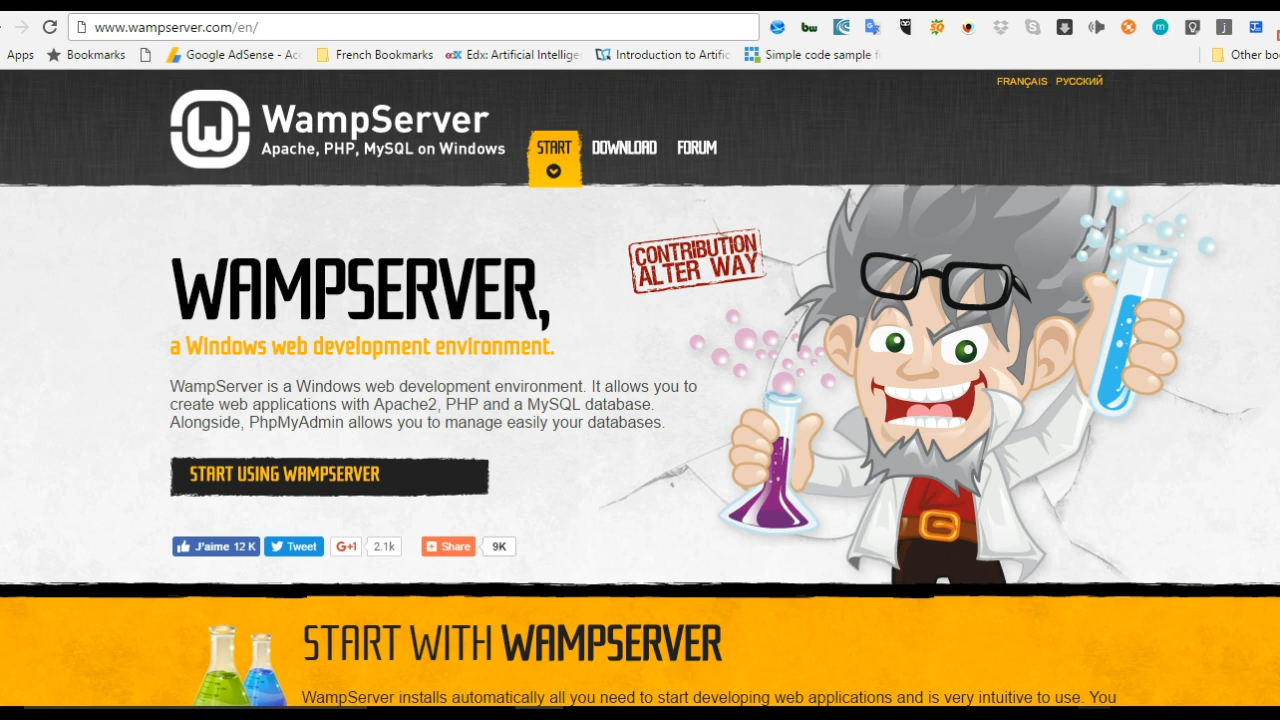 www.wampserver.com/en/
Apps Bookmarks Google AdSense - Acc French Bookmarks edX Edx: Artificial Intellige Introduction to Artific Simple code sample f Other bo
FRANÇAIS РУССКИЙ
WampServer
Apache, PHP, MySQL on Windows
START DOWNLOAD FORUM
CONTRIBUTION
ALTER WAY
WAMPSERVER,
a Windows web development environment.
WampServer is a Windows web development environment. It allows you to
create web applications with Apache2, PHP and a MySQL database.
Alongside, PhpMyAdmin allows you to manage easily your databases.
START USING WAMPSERVER
J'aime 12 K Tweet G+1 2.1k Share 9K
START WITH WAMPSERVER
WampServer installs automatically all you need to start developing web applications and is very intuitive to use. You